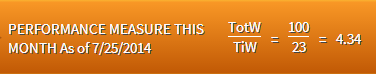 PERFORMANCE MEASURE THIS
MONTH As of 7/25/2014
TotW
TiW
=
100
23
= 4.34